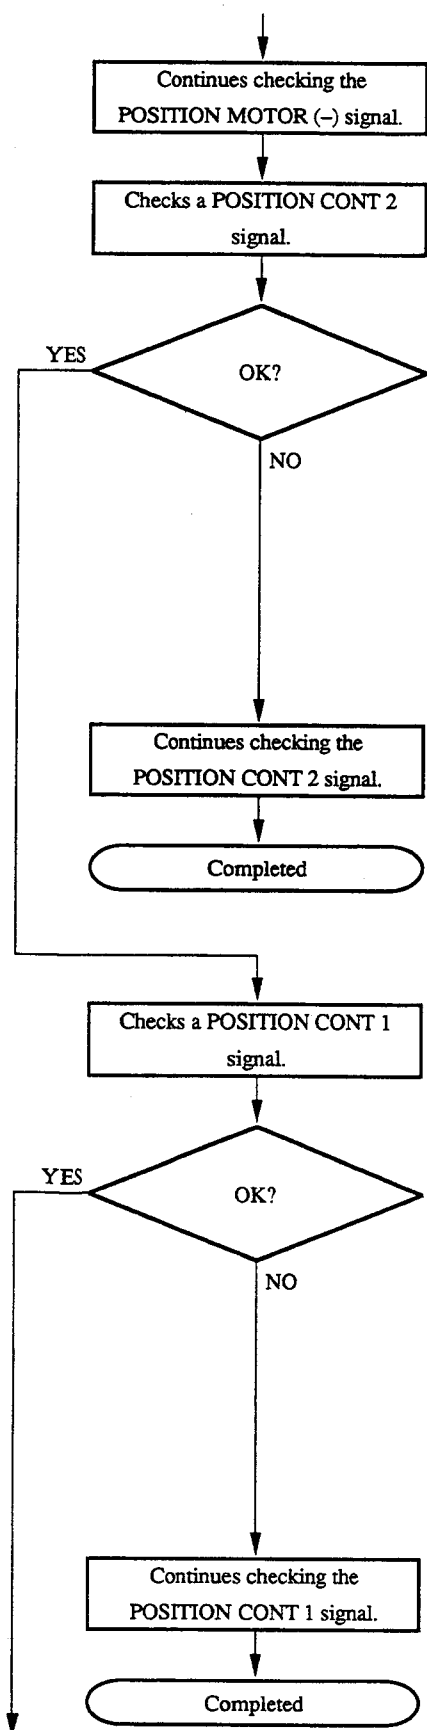 Continues checking the
POSITION MOTOR (–) signal.
Checks a POSITION CONT 2
signal.
YES
OK?
NO
Continues checking the
POSITION CONT 2 signal.
Completed
Checks a POSITION CONT 1
signal.
YES
OK?
NO
Continues checking the
POSITION CONT 1 signal.
Completed